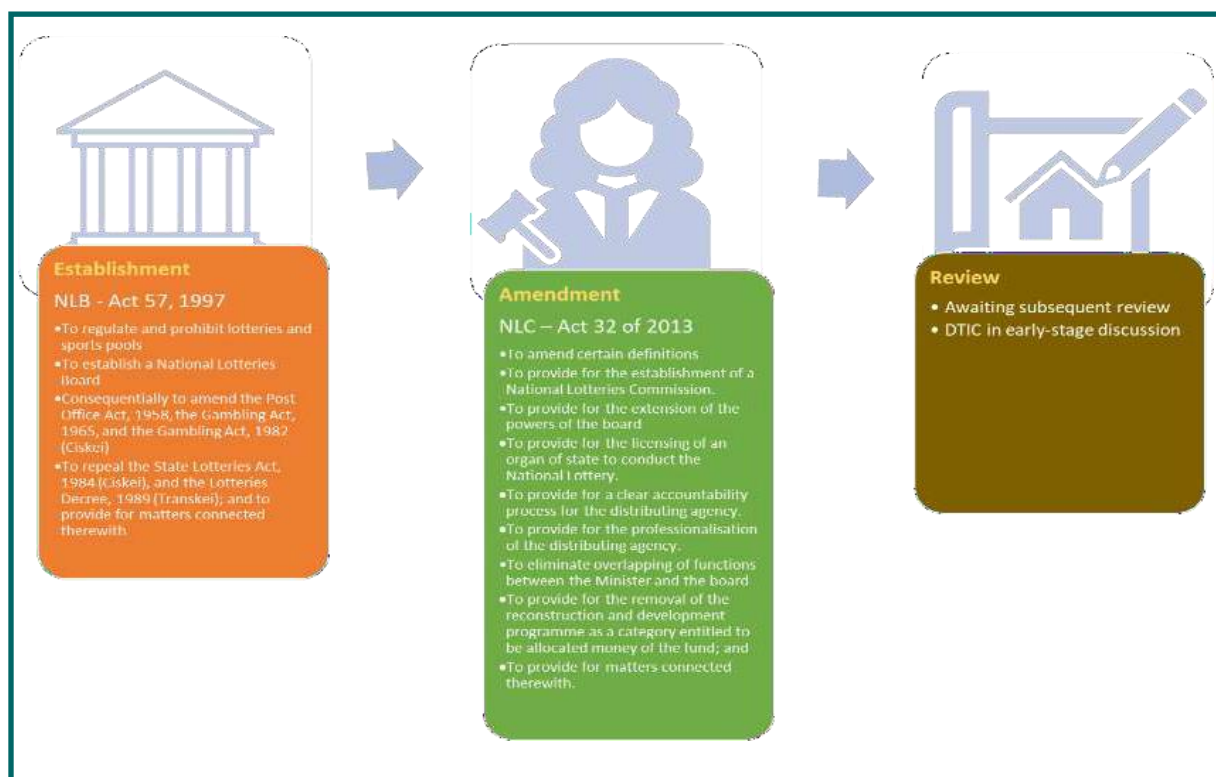 Establishment
NLB - Act 57, 1997
•To regulate and prohibit lotteries and
sports pools
•To establish a National Lotteries
Board
•Consequentially to amend the Post
Office Act, 1958, the Gambling Act,
1965, and the Gambling Act, 1982
(Ciskei)
•To repeal the State Lotteries Act,
1984 (Ciskei), and the Lotteries
Decree, 1989 (Transkei); and to
provide for matters connected
therewith
Amendment
NLC – Act 32 of 2013
•To amend certain definitions
•To provide for the establishment of a
National Lotteries Commission.
•To provide for the extension of the
powers of the board
•To provide for the licensing of an
organ of state to conduct the
National Lottery.
•To provide for a clear accountability
process for the distributing agency.
•To provide for the professionalisation
of the distributing agency.
•To eliminate overlapping of functions
between the Minister and the board
•To provide for the removal of the
reconstruction and development
programme as a category entitled to
be allocated money of the fund; and
•To provide for matters connected
therewith.
Review
• Awaiting subsequent review
• DTIC in early-stage discussion